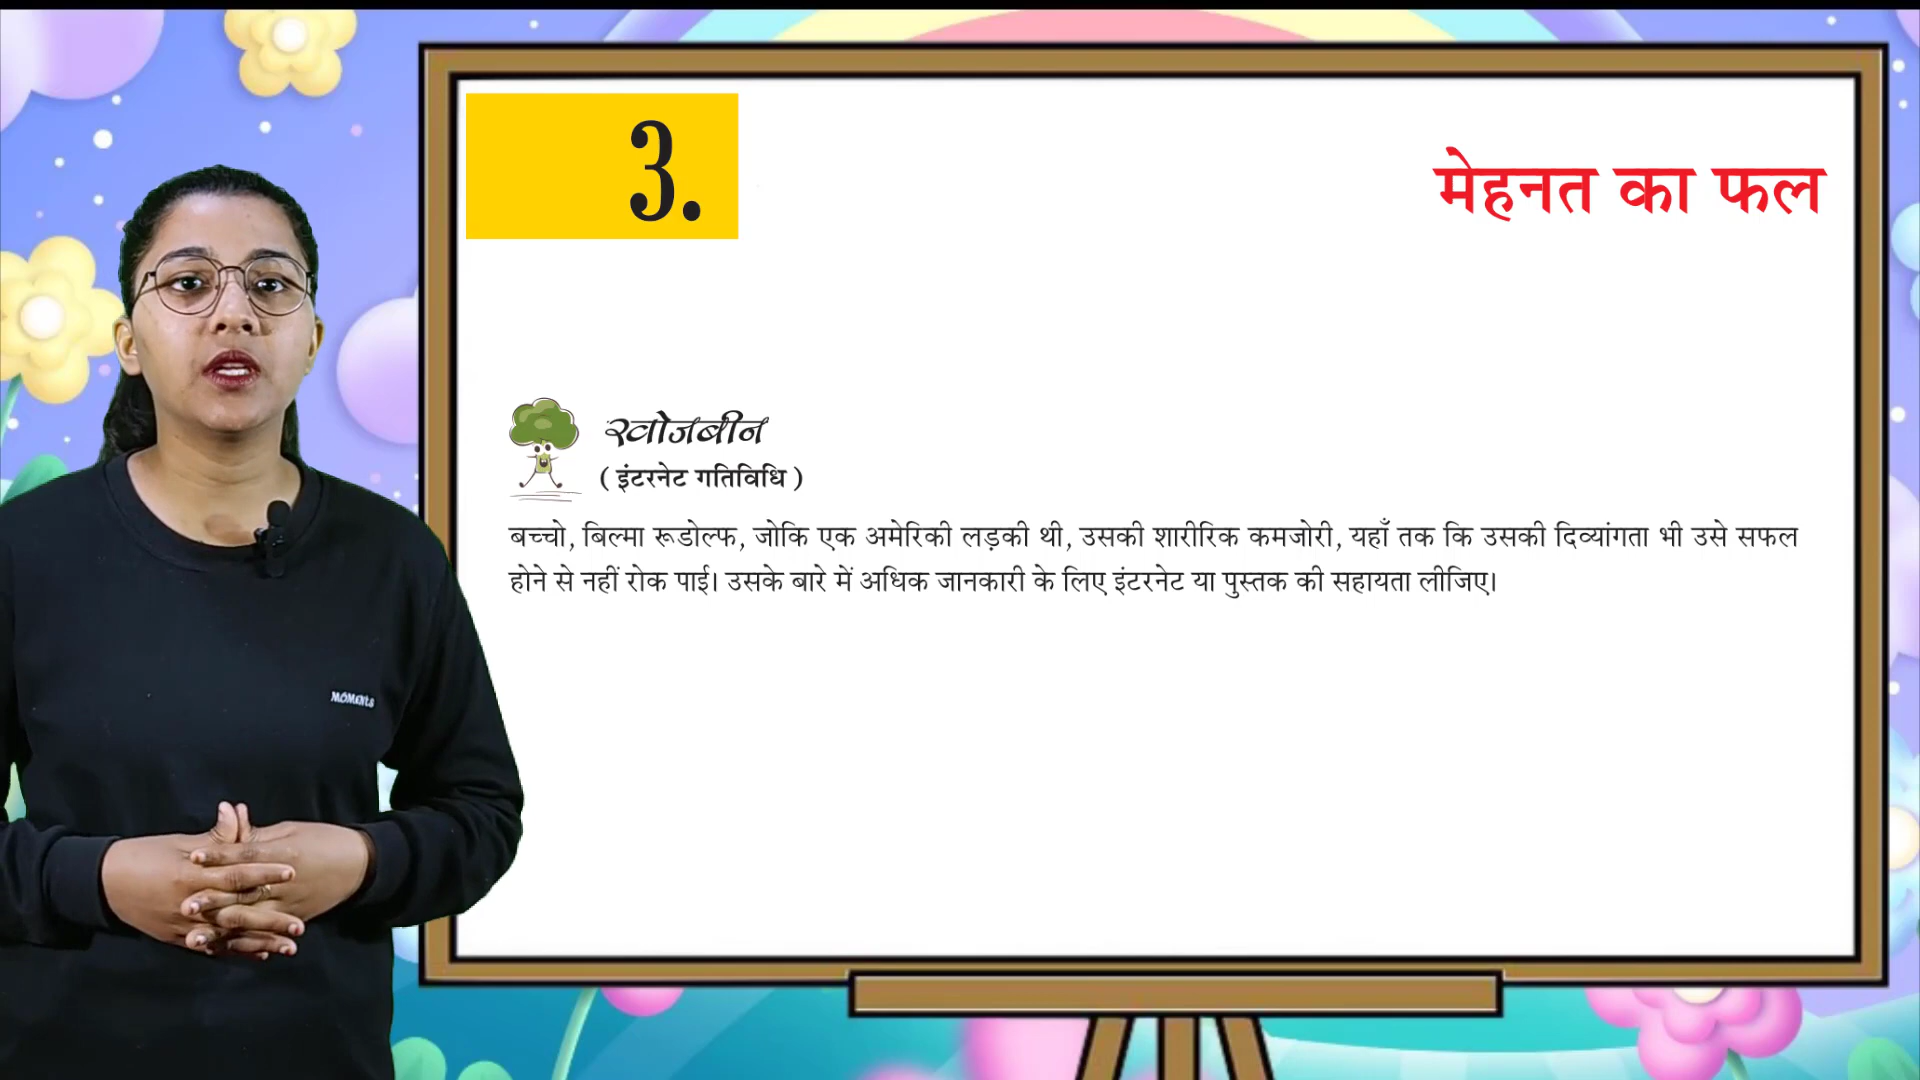 3.
मेहनत का फल
खोजबीन
( इंटरनेट गतिविधि )
बच्चो, बिल्मा रूडोल्फ, जोकि एक अमेरिकी लड़की थी, उसकी शारीरिक कमजोरी, यहाँ तक कि उसकी दिव्यांगता भी उसे सफल
होने से नहीं रोक पाई। उसके बारे में अधिक जानकारी के लिए इंटरनेट या पुस्तक की सहायता लीजिए।
MOMENtS